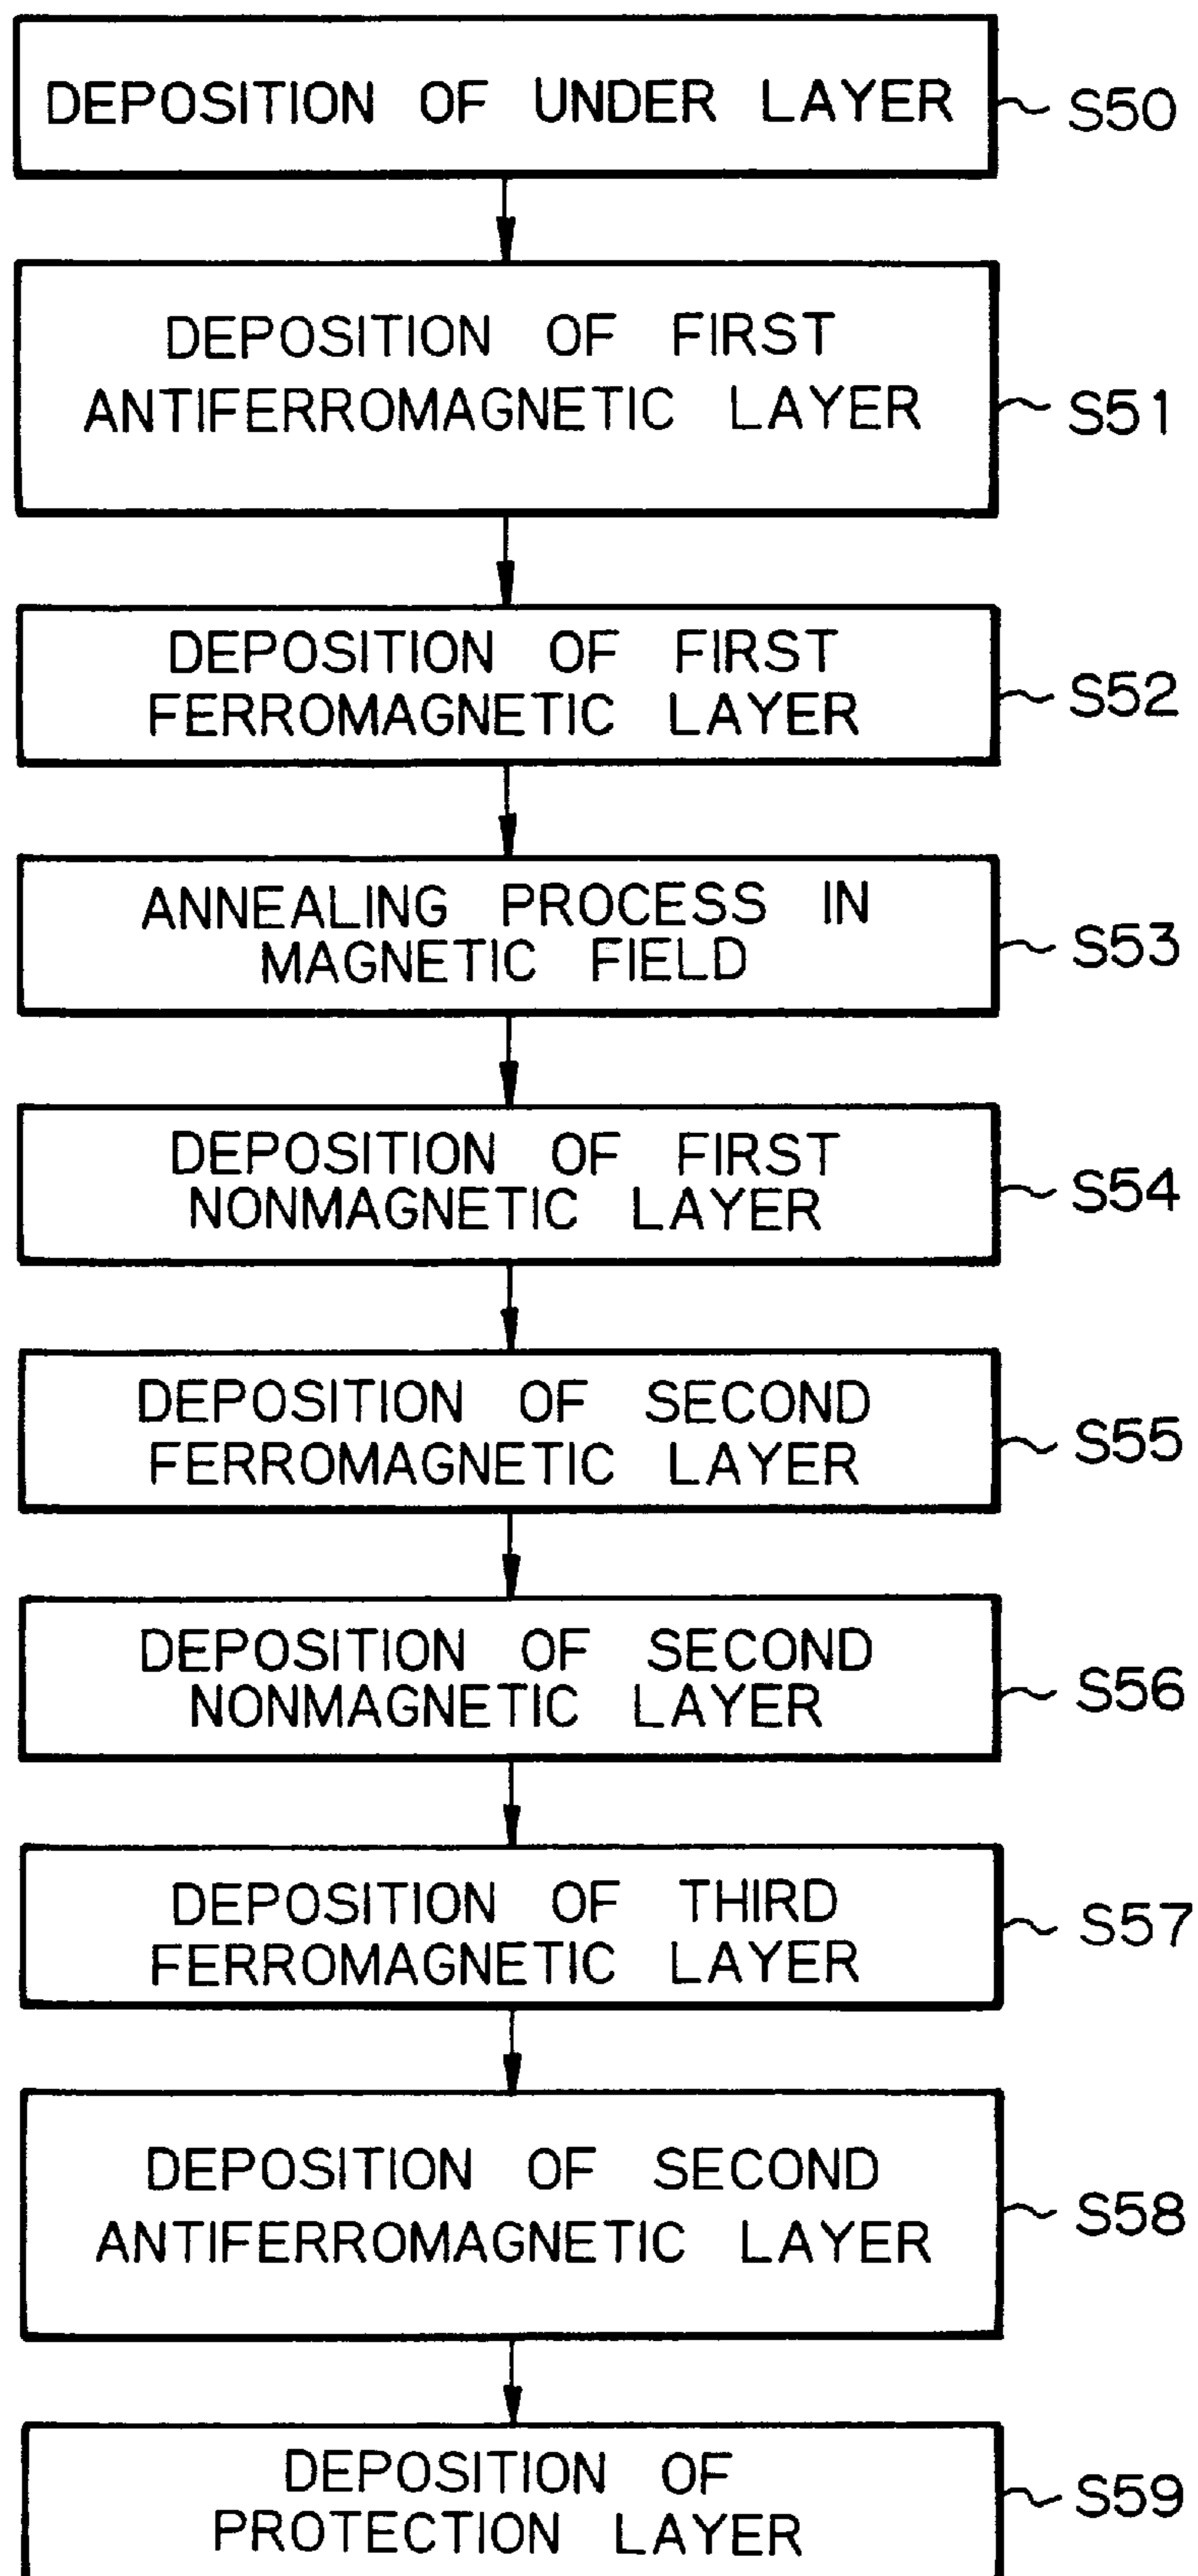 DEPOSITION OF UNDER LAYER
S50
DEPOSITION OF FIRST
ANTIFERROMAGNETIC LAYER
S51
DEPOSITION OF FIRST
FERROMAGNETIC LAYER
S52
ANNEALING PROCESS IN
MAGNETIC FIELD
S53
DEPOSITION OF FIRST
NONMAGNETIC LAYER
S54
DEPOSITION OF SECOND
FERROMAGNETIC LAYER
S55
DEPOSITION OF SECOND
NONMAGNETIC LAYER
S56
DEPOSITION OF THIRD
FERROMAGNETIC LAYER
S57
DEPOSITION OF SECOND
ANTIFERROMAGNETIC LAYER
S58
DEPOSITION OF
PROTECTION LAYER
S59